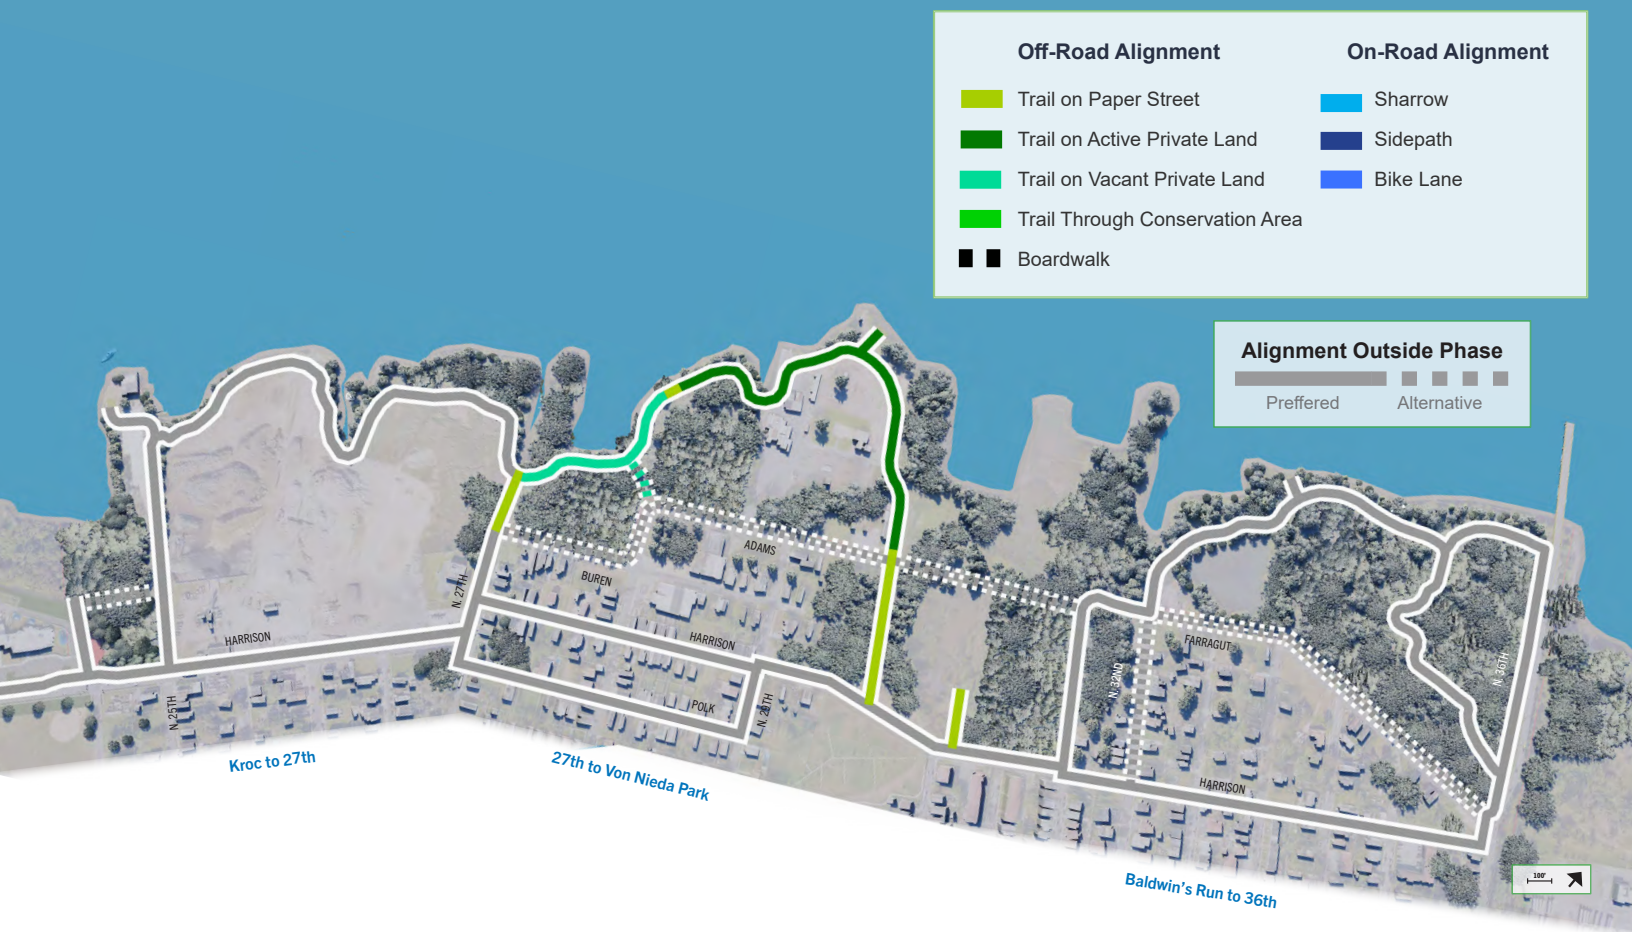 Off-Road Alignment
On-Road Alignment
Trail on Paper Street
Sharrow
Trail on Active Private Land
Sidepath
Trail on Vacant Private Land
Bike Lane
Trail Through Conservation Area
Boardwalk
Alignment Outside Phase
Preffered
Alternative
ADAMS
BUREN
N. 27TH
HARRISON
HARRISON
FARRAGUT
N. 32ND
N. 36TH
N. 25TH
POLK
N. 29TH
HARRISON
Kroc to 27th
27th to Von Nieda Park
Baldwin's Run to 36th
100'